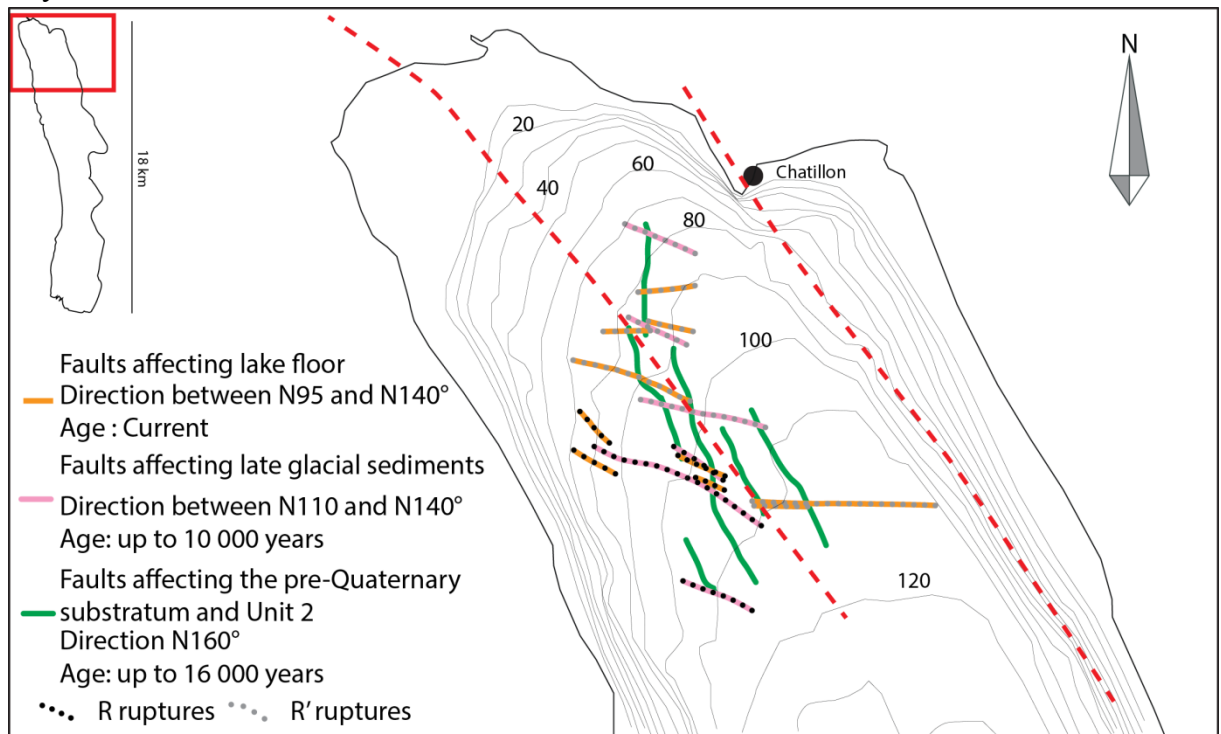 18 km
N
Chatillon
20
40
60
80
100
120
Faults affecting lake floor
Direction between N95 and N140°
Age : Current
Faults affecting late glacial sediments
Direction between N110 and N140°
Age: up to 10 000 years
Faults affecting the pre-Quaternary
substratum and Unit 2
Direction N160°
Age: up to 16 000 years
R ruptures R' ruptures